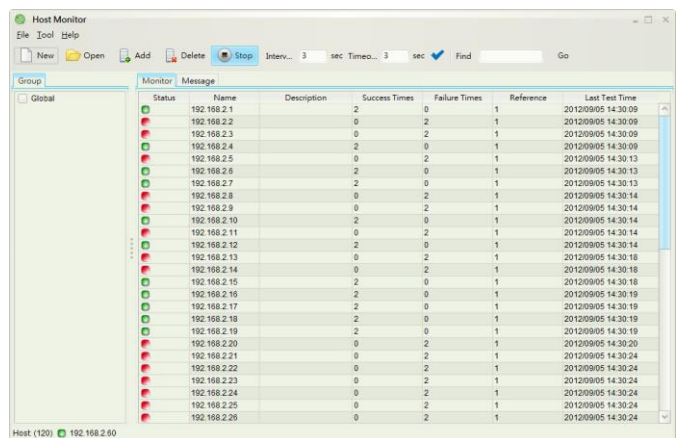 Host Monitor
File Tool Help
New Open Add Delete Stop Interv... 3 sec Timeo... 3 sec Find Go
Group
Monitor Message
Global
Status Name Description Success Times Failure Times Reference Last Test Time
192.168.2.1 2 0 1 2012/09/05 14:30:09
192.168.2.2 0 2 1 2012/09/05 14:30:09
192.168.2.3 0 2 1 2012/09/05 14:30:09
192.168.2.4 2 0 1 2012/09/05 14:30:09
192.168.2.5 0 2 1 2012/09/05 14:30:13
192.168.2.6 2 0 1 2012/09/05 14:30:13
192.168.2.7 2 0 1 2012/09/05 14:30:13
192.168.2.8 0 2 1 2012/09/05 14:30:14
192.168.2.9 0 2 1 2012/09/05 14:30:14
192.168.2.10 2 0 1 2012/09/05 14:30:14
192.168.2.11 0 2 1 2012/09/05 14:30:14
192.168.2.12 2 0 1 2012/09/05 14:30:14
192.168.2.13 0 2 1 2012/09/05 14:30:18
192.168.2.14 0 2 1 2012/09/05 14:30:18
192.168.2.15 2 0 1 2012/09/05 14:30:18
192.168.2.16 2 0 1 2012/09/05 14:30:19
192.168.2.17 2 0 1 2012/09/05 14:30:19
192.168.2.18 2 0 1 2012/09/05 14:30:19
192.168.2.19 2 0 1 2012/09/05 14:30:19
192.168.2.20 0 2 1 2012/09/05 14:30:20
192.168.2.21 0 2 1 2012/09/05 14:30:24
192.168.2.22 0 2 1 2012/09/05 14:30:24
192.168.2.23 0 2 1 2012/09/05 14:30:24
192.168.2.24 0 2 1 2012/09/05 14:30:24
192.168.2.25 0 2 1 2012/09/05 14:30:24
192.168.2.26 0 2 1 2012/09/05 14:30:24
Host: (120) 192.168.2.60